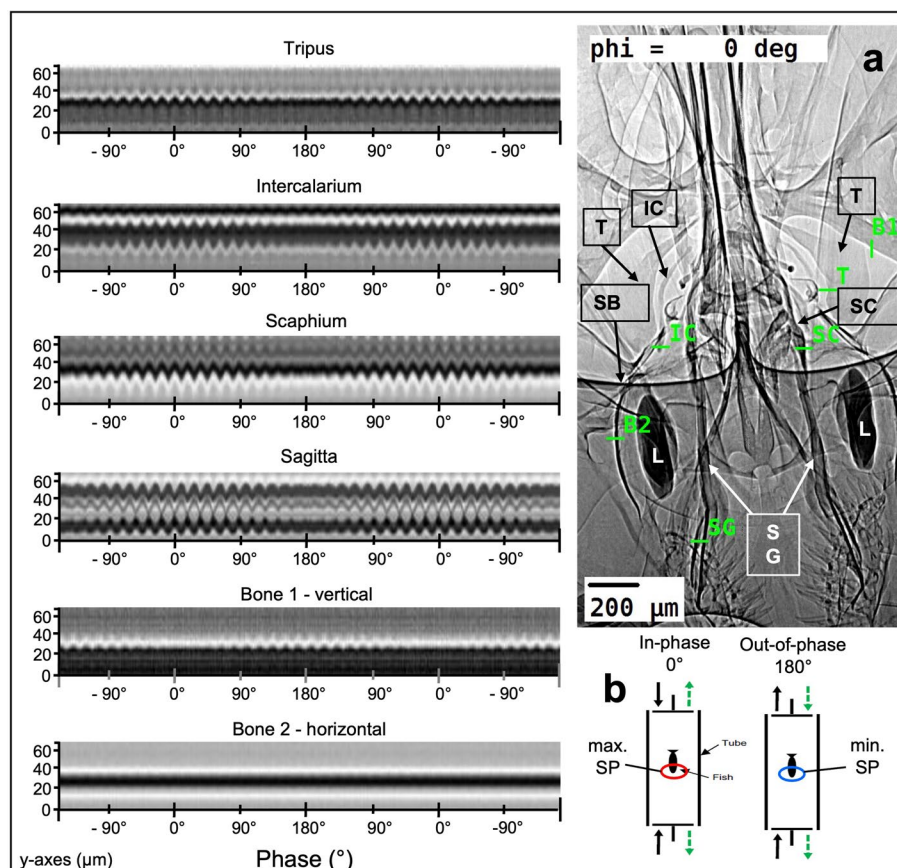 Tripus
60
40
20
0
- 90° 0° 90° 180° 90° 0° - 90°
Intercalarium
60
40
20
0
- 90° 0° 90° 180° 90° 0° - 90°
Scaphium
60
40
20
0
- 90° 0° 90° 180° 90° 0° - 90°
Sagitta
60
40
20
0
- 90° 0° 90° 180° 90° 0° - 90°
Bone 1 - vertical
60
40
20
0
- 90° 0° 90° 180° 90° 0° - 90°
Bone 2 - horizontal
60
40
20
0
- 90° 0° 90° 180° 90° 0° - 90°
y-axes (µm) Phase (°)
phi = 0 deg
a
T IC T B1
T
SB SC
IC SC
B2 L L
SG
S
G
200 µm
b
In-phase
0°
Out-of-phase
180°
max.
SP
Tube
Fish
min.
SP